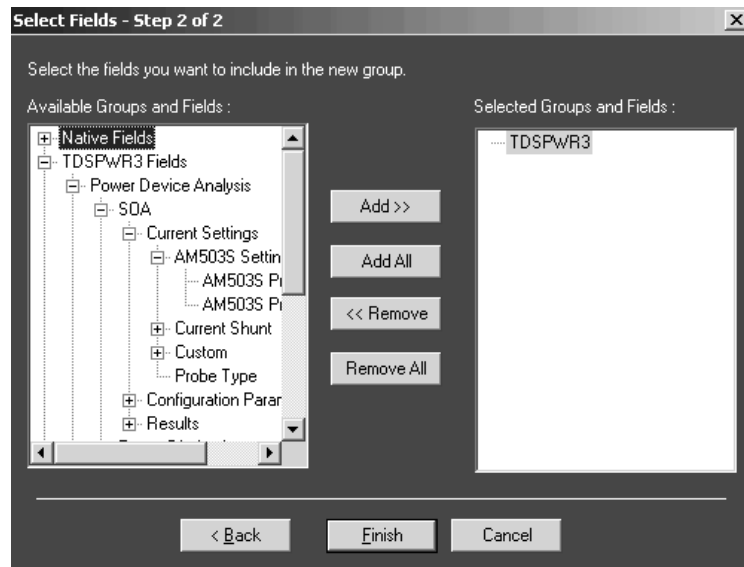 Select Fields - Step 2 of 2
Select the fields you want to include in the new group.
Available Groups and Fields :
Native Fields
TDSPWR3 Fields
Power Device Analysis
SOA
Current Settings
AM503S Settin
AM503S P
AM503S P
Current Shunt
Custom
Probe Type
Configuration Parar
Results
Add >>
Add All
<< Remove
Remove All
Selected Groups and Fields :
TDSPWR3
< Back
Finish
Cancel